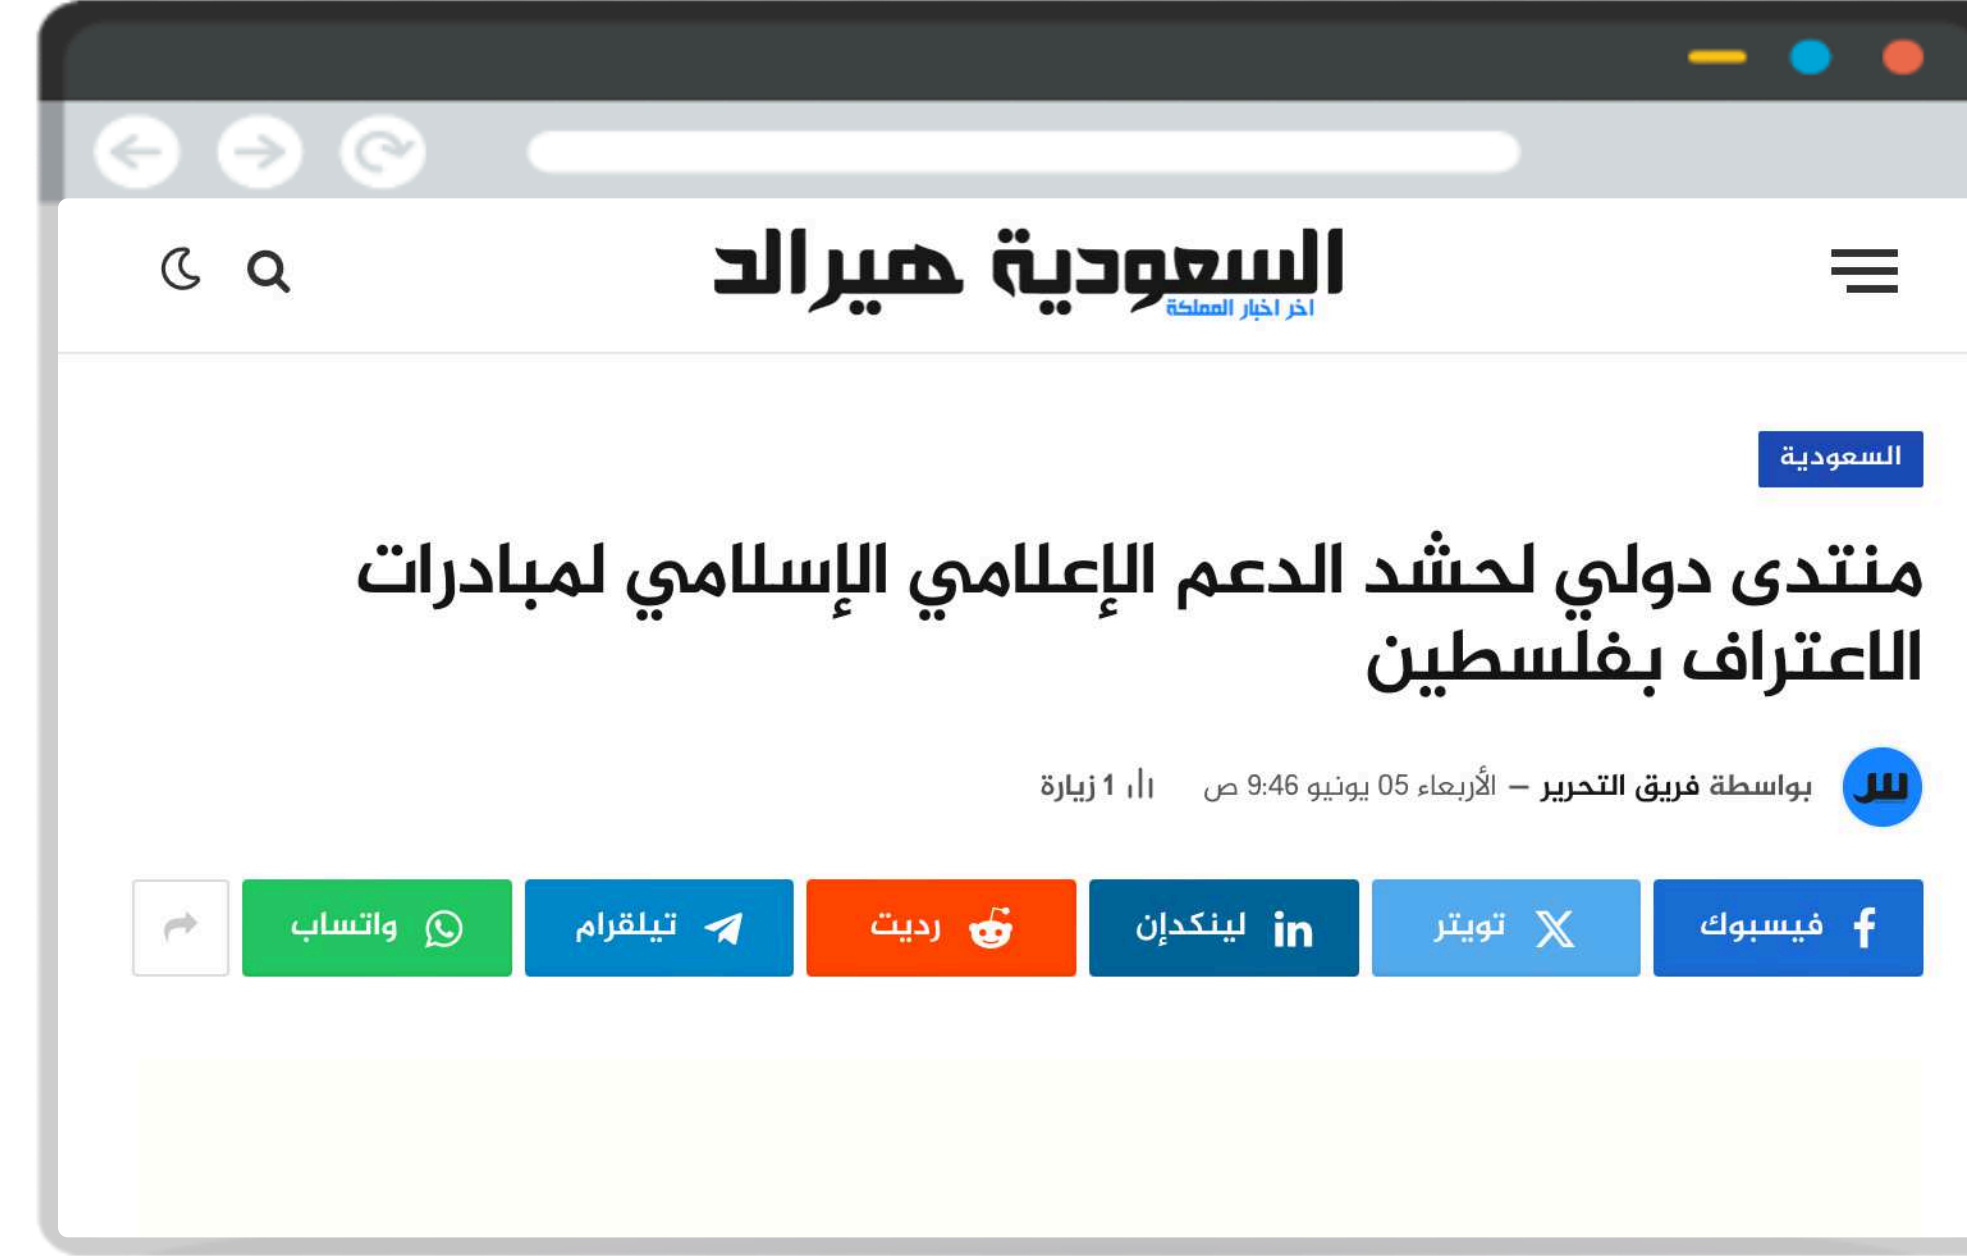 السعودية هيرالد
اخر اخبار المملكة
السعودية
منتدى دولي لحشد الدعم الإعلامي الإسلامي لمبادرات
الاعتراف بفلسطين
سر
بواسطة فريق التحرير — الأربعاء 05 يونيو 9:46 ص 1 زيارة
فيسبوك تويتر لينكدإن رديت تيلقرام واتساب